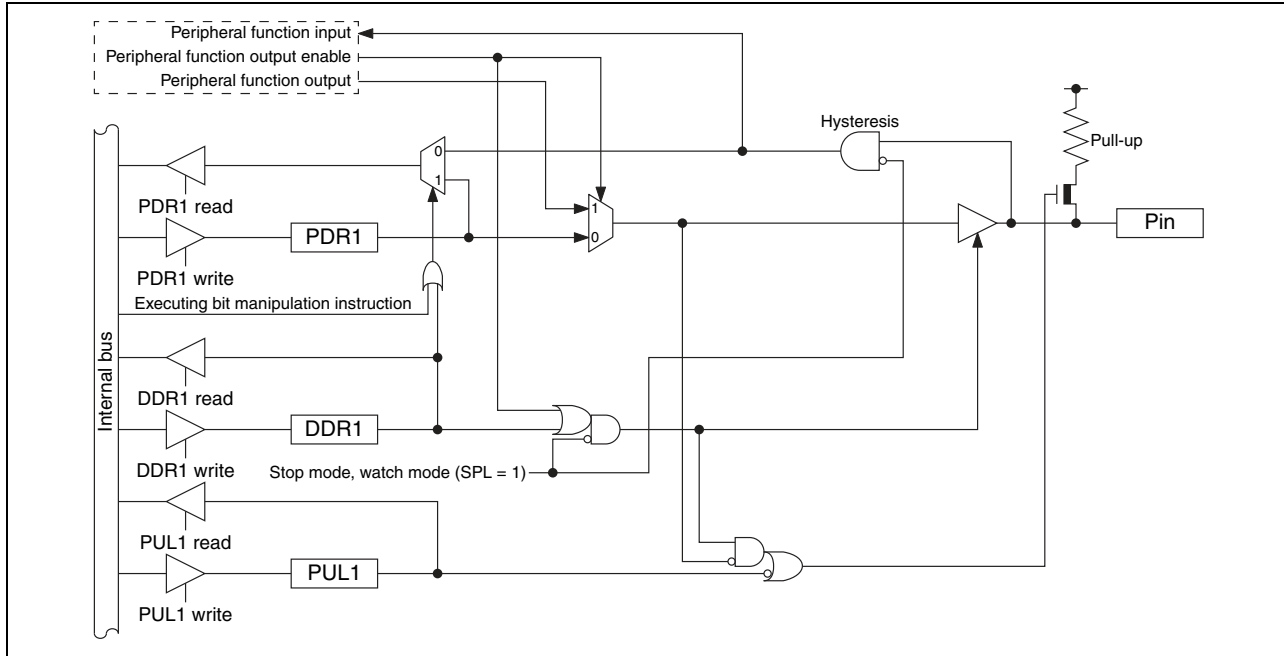 Peripheral function input
Peripheral function output enable
Peripheral function output
Hysteresis
Pull-up
0
1
PDR1 read
1
0
PDR1
Pin
PDR1 write
Executing bit manipulation instruction
Internal bus
DDR1 read
DDR1
DDR1 write
Stop mode, watch mode (SPL = 1)
PUL1 read
PUL1
PUL1 write